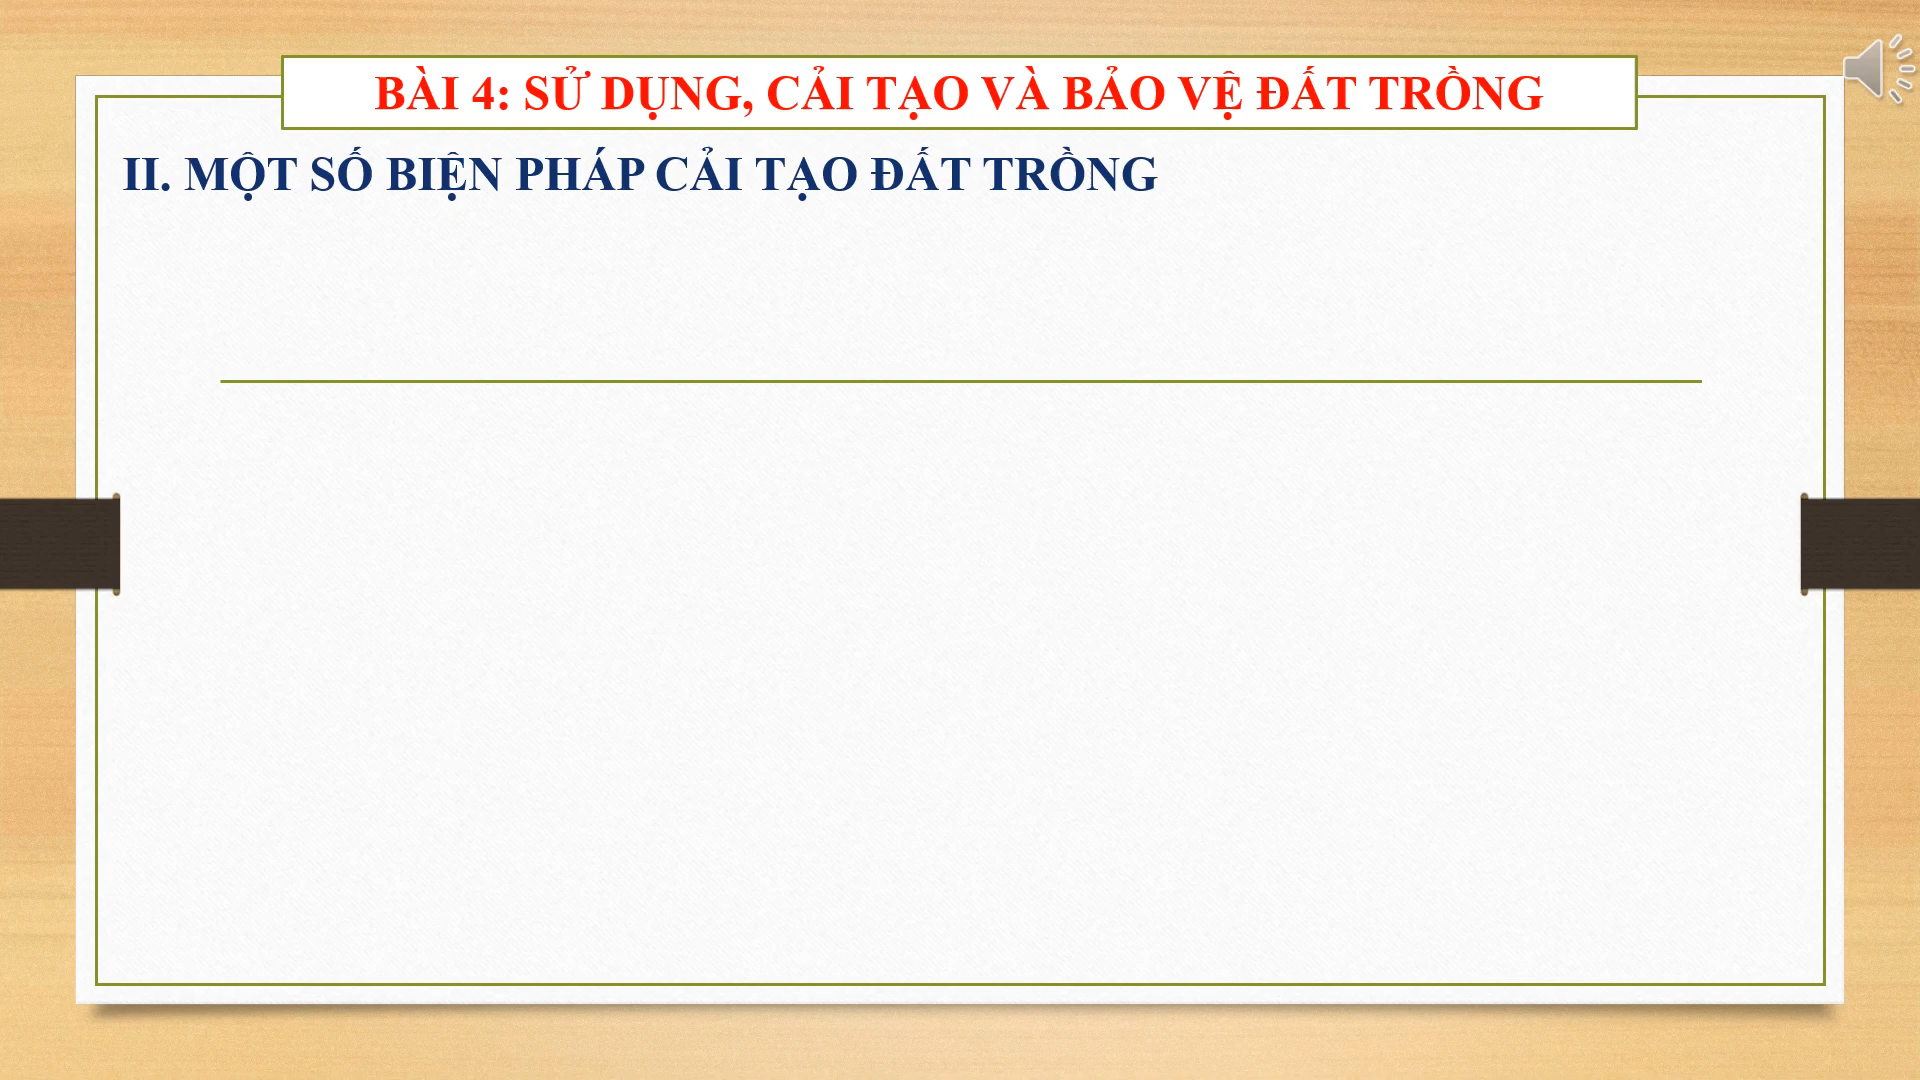 BÀI 4: SỬ DỤNG, CẢI TẠO VÀ BẢO VỆ ĐẤT TRỒNG
II. MỘT SỐ BIỆN PHÁP CẢI TẠO ĐẤT TRỒNG